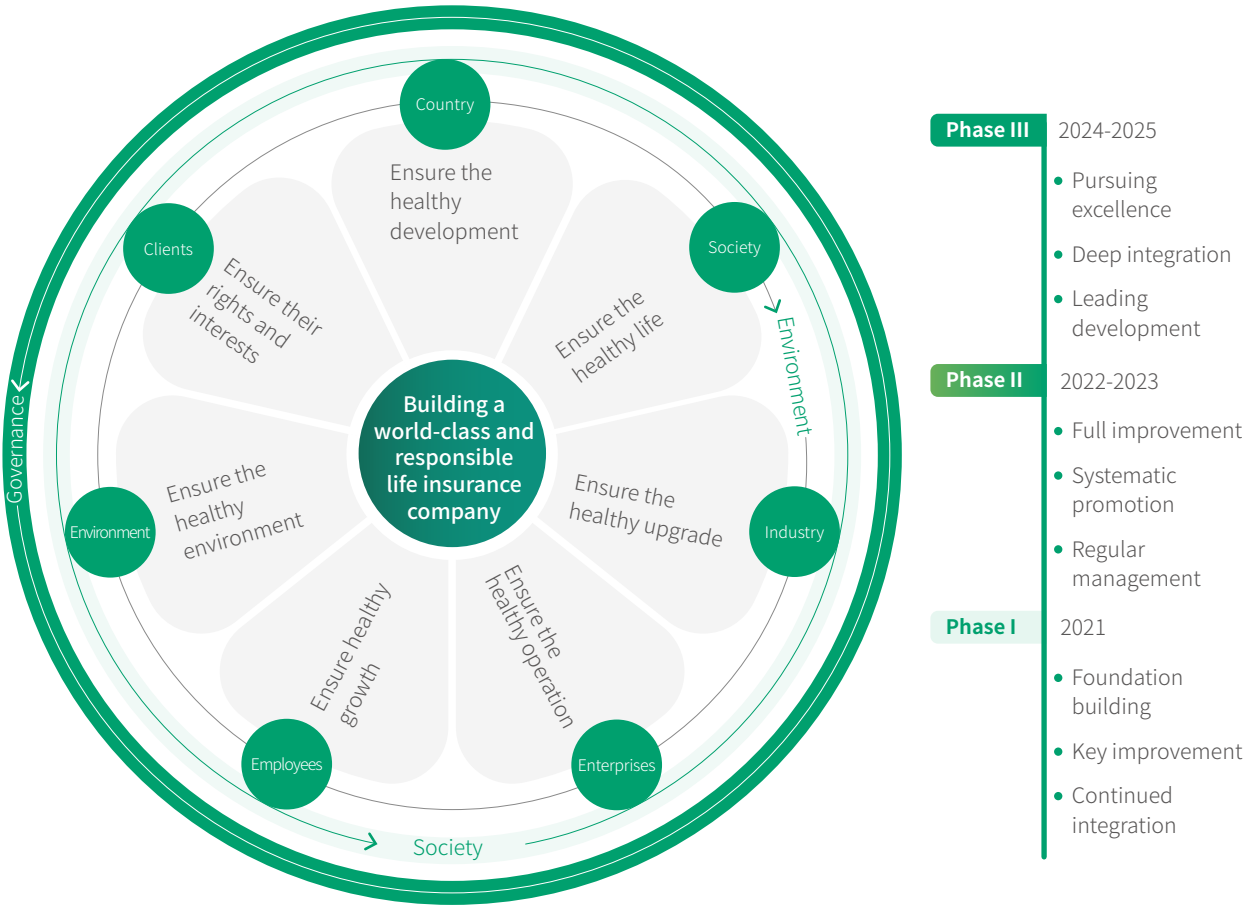 Country
Ensure the
healthy
development
Society
Ensure the
healthy life
Environment
Industry
Ensure the
healthy upgrade
Enterprises
Ensure the
healthy operation
Society
Employees
Ensure healthy
growth
Environment
Ensure the
healthy
environment
Governance
Clients
Ensure their
rights and
interests
Building a
world-class and
responsible
life insurance
company
Phase III
2024-2025
Pursuing
excellence
Deep integration
Leading
development
Phase II
2022-2023
Full improvement
Systematic
promotion
Regular
management
Phase I
2021
Foundation
building
Key improvement
Continued
integration